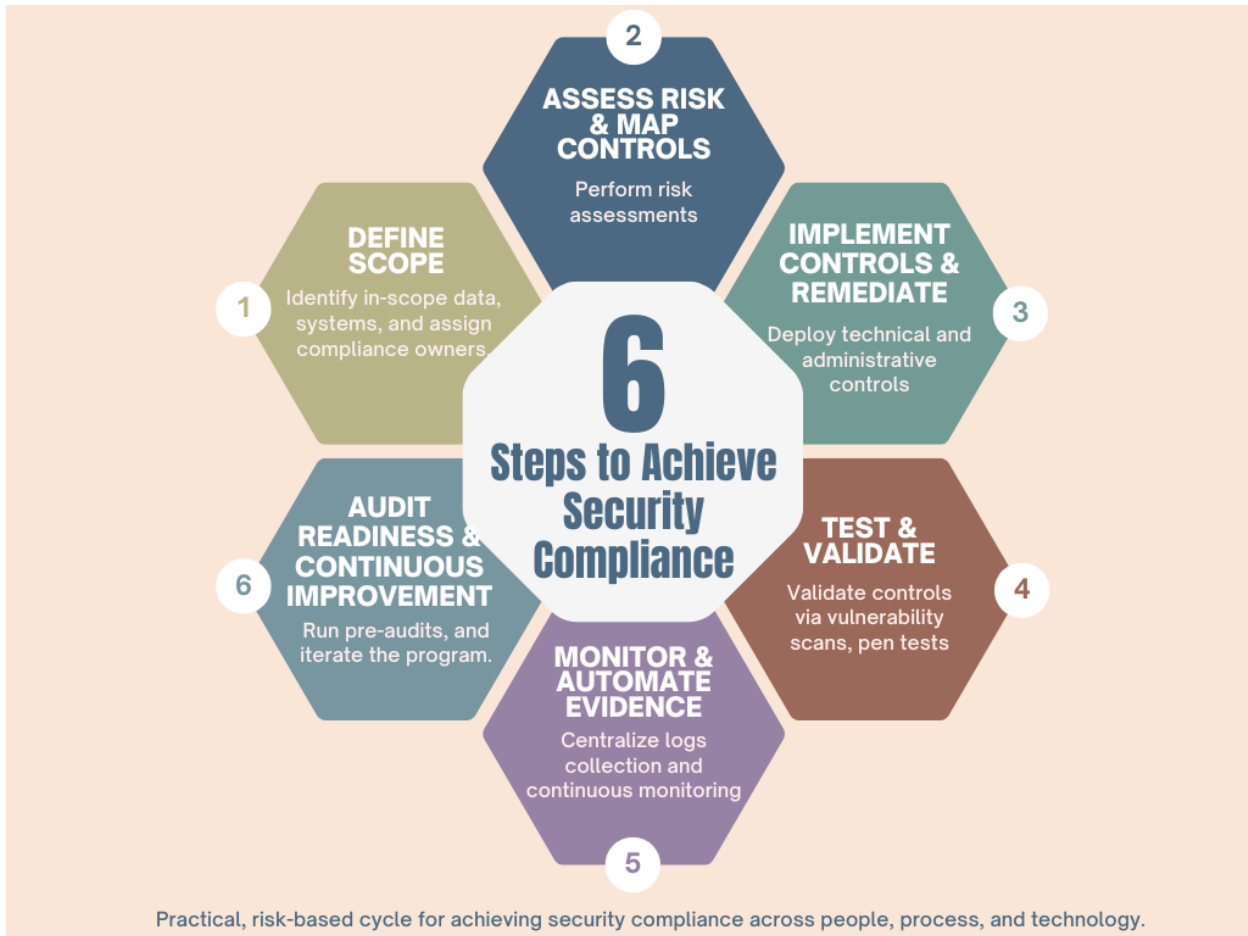 6
Steps to Achieve
Security
Compliance
1
DEFINE
SCOPE
Identify in-scope data,
systems, and assign
compliance owners.
2
ASSESS RISK
& MAP
CONTROLS
Perform risk
assessments
3
IMPLEMENT
CONTROLS &
REMEDIATE
Deploy technical and
administrative
controls
4
TEST &
VALIDATE
Validate controls
via vulnerability
scans, pen tests
5
MONITOR &
AUTOMATE
EVIDENCE
Centralize logs
collection and
continuous monitoring
6
AUDIT
READINESS &
CONTINUOUS
IMPROVEMENT
Run pre-audits, and
iterate the program.
Practical, risk-based cycle for achieving security compliance across people, process, and technology.